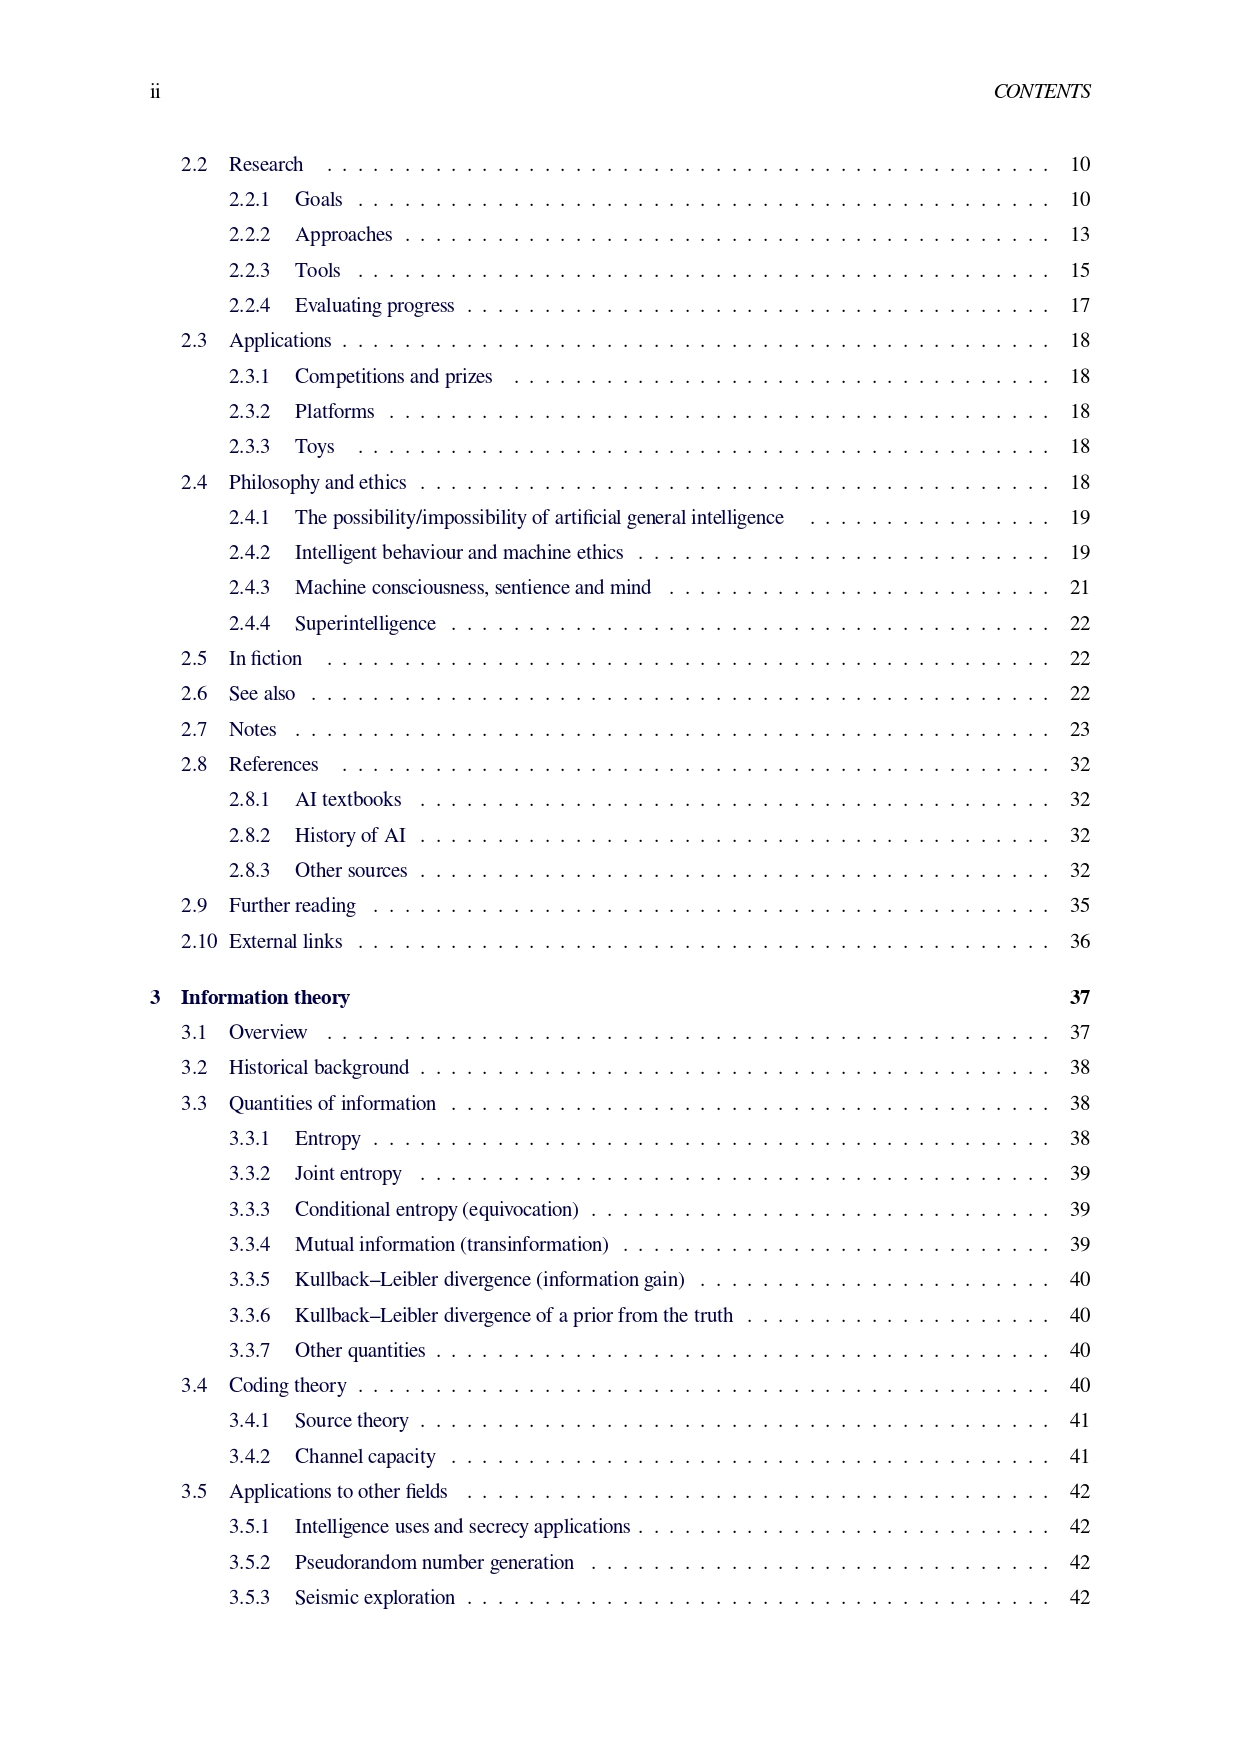 ii CONTENTS
2.2 Research . . . . . . . . . . . . . . . . . . . . . . . . . . . . . . . . . . . . . . . . . . . . . . . 10
2.2.1 Goals . . . . . . . . . . . . . . . . . . . . . . . . . . . . . . . . . . . . . . . . . . . . . 10
2.2.2 Approaches . . . . . . . . . . . . . . . . . . . . . . . . . . . . . . . . . . . . . . . . . . 13
2.2.3 Tools . . . . . . . . . . . . . . . . . . . . . . . . . . . . . . . . . . . . . . . . . . . . . 15
2.2.4 Evaluating progress . . . . . . . . . . . . . . . . . . . . . . . . . . . . . . . . . . . . . . 17
2.3 Applications . . . . . . . . . . . . . . . . . . . . . . . . . . . . . . . . . . . . . . . . . . . . . . 18
2.3.1 Competitions and prizes . . . . . . . . . . . . . . . . . . . . . . . . . . . . . . . . . . . 18
2.3.2 Platforms . . . . . . . . . . . . . . . . . . . . . . . . . . . . . . . . . . . . . . . . . . . 18
2.3.3 Toys . . . . . . . . . . . . . . . . . . . . . . . . . . . . . . . . . . . . . . . . . . . . . 18
2.4 Philosophy and ethics . . . . . . . . . . . . . . . . . . . . . . . . . . . . . . . . . . . . . . . . . 18
2.4.1 The possibility/impossibility of artificial general intelligence . . . . . . . . . . . . . . . . 19
2.4.2 Intelligent behaviour and machine ethics . . . . . . . . . . . . . . . . . . . . . . . . . . . 19
2.4.3 Machine consciousness, sentience and mind . . . . . . . . . . . . . . . . . . . . . . . . . 21
2.4.4 Superintelligence . . . . . . . . . . . . . . . . . . . . . . . . . . . . . . . . . . . . . . . 22
2.5 In fiction . . . . . . . . . . . . . . . . . . . . . . . . . . . . . . . . . . . . . . . . . . . . . . . 22
2.6 See also . . . . . . . . . . . . . . . . . . . . . . . . . . . . . . . . . . . . . . . . . . . . . . . . 22
2.7 Notes . . . . . . . . . . . . . . . . . . . . . . . . . . . . . . . . . . . . . . . . . . . . . . . . . 23
2.8 References . . . . . . . . . . . . . . . . . . . . . . . . . . . . . . . . . . . . . . . . . . . . . . 32
2.8.1 AI textbooks . . . . . . . . . . . . . . . . . . . . . . . . . . . . . . . . . . . . . . . . . 32
2.8.2 History of AI . . . . . . . . . . . . . . . . . . . . . . . . . . . . . . . . . . . . . . . . . 32
2.8.3 Other sources . . . . . . . . . . . . . . . . . . . . . . . . . . . . . . . . . . . . . . . . . 32
2.9 Further reading . . . . . . . . . . . . . . . . . . . . . . . . . . . . . . . . . . . . . . . . . . . . 35
2.10 External links . . . . . . . . . . . . . . . . . . . . . . . . . . . . . . . . . . . . . . . . . . . . . 36
3 Information theory 37
3.1 Overview . . . . . . . . . . . . . . . . . . . . . . . . . . . . . . . . . . . . . . . . . . . . . . . 37
3.2 Historical background . . . . . . . . . . . . . . . . . . . . . . . . . . . . . . . . . . . . . . . . . 38
3.3 Quantities of information . . . . . . . . . . . . . . . . . . . . . . . . . . . . . . . . . . . . . . . 38
3.3.1 Entropy . . . . . . . . . . . . . . . . . . . . . . . . . . . . . . . . . . . . . . . . . . . . 38
3.3.2 Joint entropy . . . . . . . . . . . . . . . . . . . . . . . . . . . . . . . . . . . . . . . . . 39
3.3.3 Conditional entropy (equivocation) . . . . . . . . . . . . . . . . . . . . . . . . . . . . . . 39
3.3.4 Mutual information (transinformation) . . . . . . . . . . . . . . . . . . . . . . . . . . . . 39
3.3.5 Kullback–Leibler divergence (information gain) . . . . . . . . . . . . . . . . . . . . . . . 40
3.3.6 Kullback–Leibler divergence of a prior from the truth . . . . . . . . . . . . . . . . . . . . 40
3.3.7 Other quantities . . . . . . . . . . . . . . . . . . . . . . . . . . . . . . . . . . . . . . . . 40
3.4 Coding theory . . . . . . . . . . . . . . . . . . . . . . . . . . . . . . . . . . . . . . . . . . . . . 40
3.4.1 Source theory . . . . . . . . . . . . . . . . . . . . . . . . . . . . . . . . . . . . . . . . . 41
3.4.2 Channel capacity . . . . . . . . . . . . . . . . . . . . . . . . . . . . . . . . . . . . . . . 41
3.5 Applications to other fields . . . . . . . . . . . . . . . . . . . . . . . . . . . . . . . . . . . . . . 42
3.5.1 Intelligence uses and secrecy applications . . . . . . . . . . . . . . . . . . . . . . . . . . . 42
3.5.2 Pseudorandom number generation . . . . . . . . . . . . . . . . . . . . . . . . . . . . . . 42
3.5.3 Seismic exploration . . . . . . . . . . . . . . . . . . . . . . . . . . . . . . . . . . . . . . 42